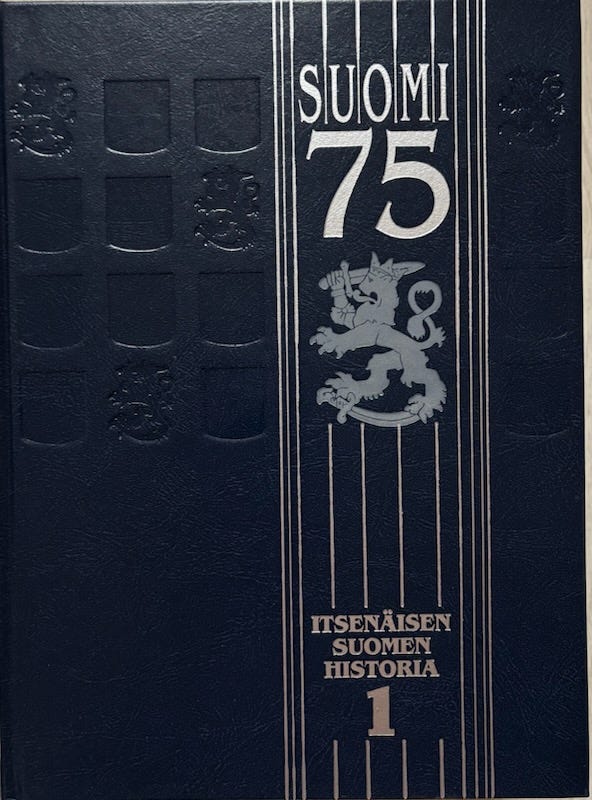 SUOMI
75
ITSENÄISEN
SUOMEN
HISTORIA
1